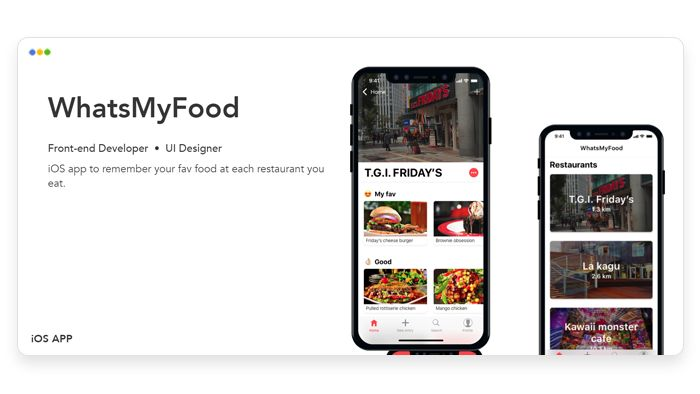 WhatsMyFood
Front-end Developer • UI Designer
iOS app to remember your fav food at each restaurant you
eat.
iOS APP
9:41
Home
FRIDAY'S
T.G.I. FRIDAY'S
😍 My fav
Friday's cheese burger
Brownie obsession
👌 Good
Pulled rotisserie chicken
Mango chicken
Home
New entry
Search
Profile
9:41
WhatsMyFood
Restaurants
T.G.I. Friday's
1.3 km
La kagu
2.6 km
Kawaii monster
cafe